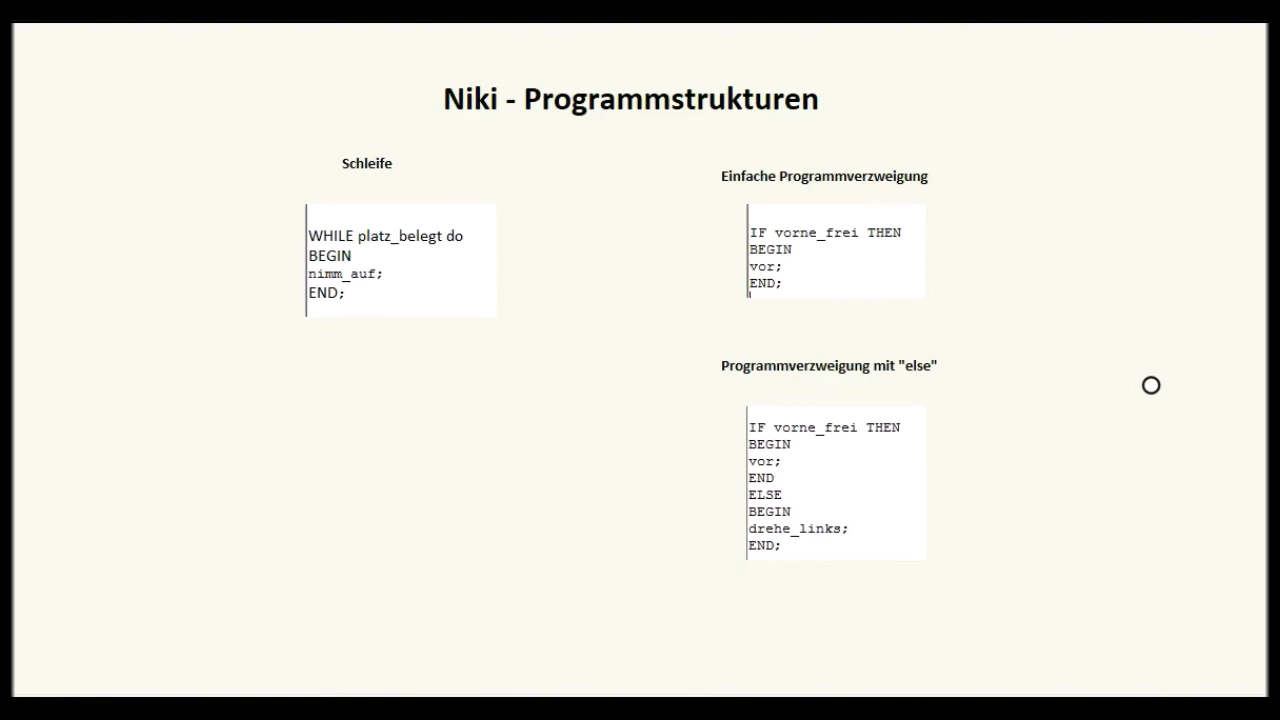 Niki - Programmstrukturen
Schleife
WHILE platz_belegt do
BEGIN
nimm_auf;
END;
Einfache Programmverzweigung
IF vorne_frei THEN
BEGIN
vor;
END;
Programmverzweigung mit "else"
IF vorne_frei THEN
BEGIN
vor;
END
ELSE
BEGIN
drehe_links;
END;